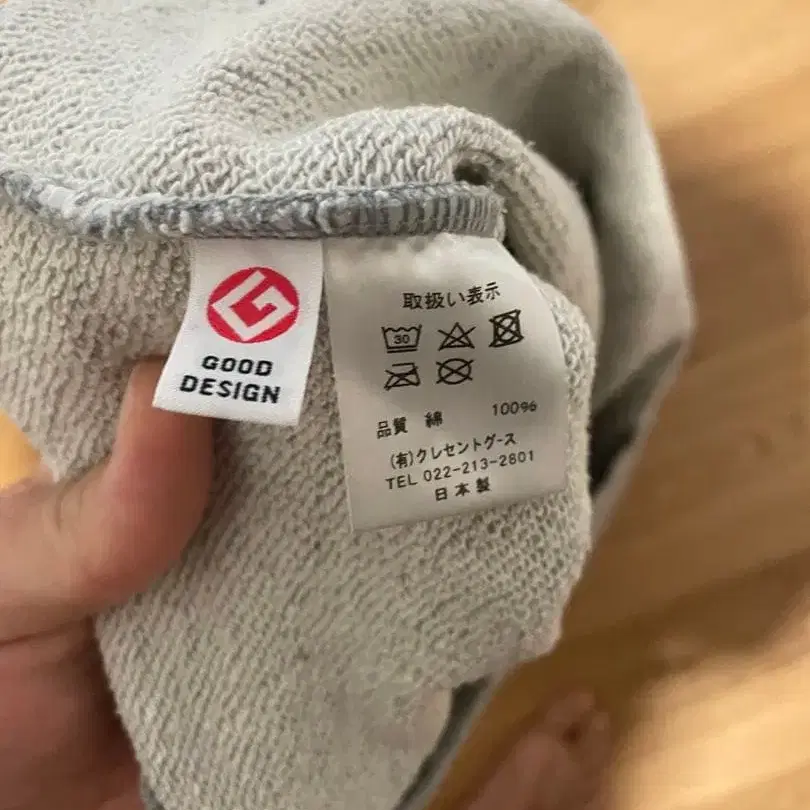 GOOD
DESIGN
取扱い表示
30
品質 綿 100%
(有)クレセントグース
TEL 022-213-2801
日本製